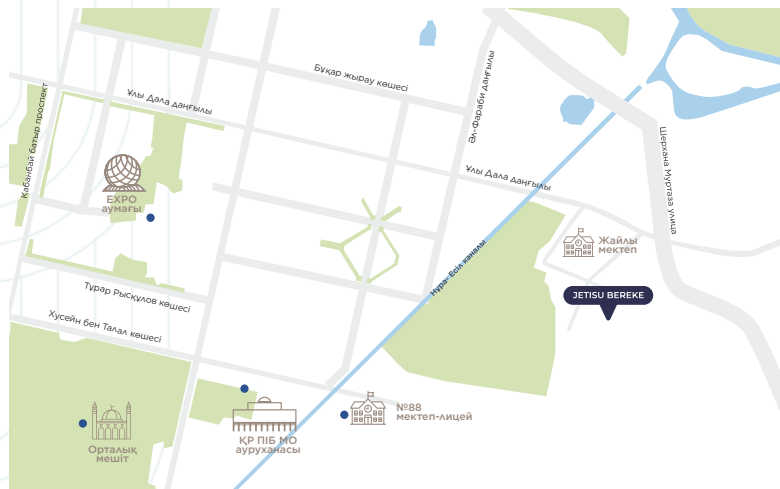 Бұқар жырау көшесі
Әл-Фараби даңғылы
Ұлы Дала даңғылы
Қабанбай батыр проспект
Шерхана Муртаза улица
EXPO
аумағы
Ұлы Дала даңғылы
Жайлы
мектеп
Нұра- Есіл каналы
JETISU BEREKE
Тұрар Рысқұлов көшесі
Хусейн бен Талал көшесі
№88
мектеп-лицей
Орталық
мешіт
ҚР ПІБ МО
ауруханасы